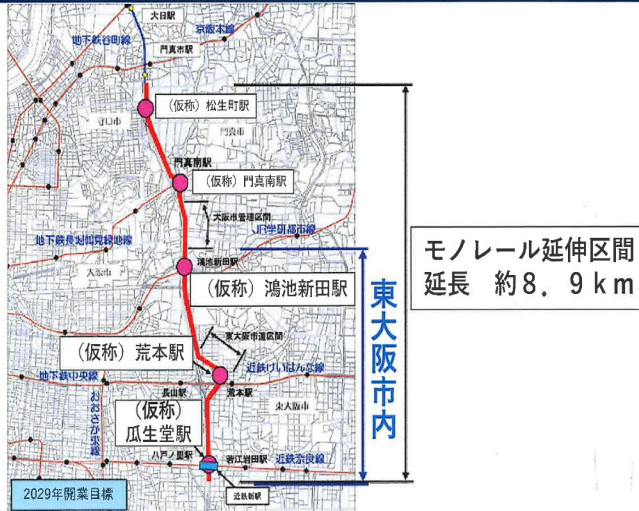 大日駅
京阪本線
地下鉄谷町線
門真市駅
(仮称) 松生町駅
守口市
門真市
門真南駅
(仮称) 門真南駅
大阪市管理区間
JR学研都市線
地下鉄長堀鶴見緑地線
鴻池新田駅
大阪市
(仮称) 鴻池新田駅
モノレール延伸区間
延長 約8．9km
東大阪市内
東大阪市道区間
(仮称) 荒本駅
近鉄けいはんな線
地下鉄中央線
長田駅
荒本駅
おおさか東線
(仮称)
瓜生堂駅
東大阪市
八戸ノ里駅
若江岩田駅
近鉄奈良線
2029年開業目標
近鉄新駅